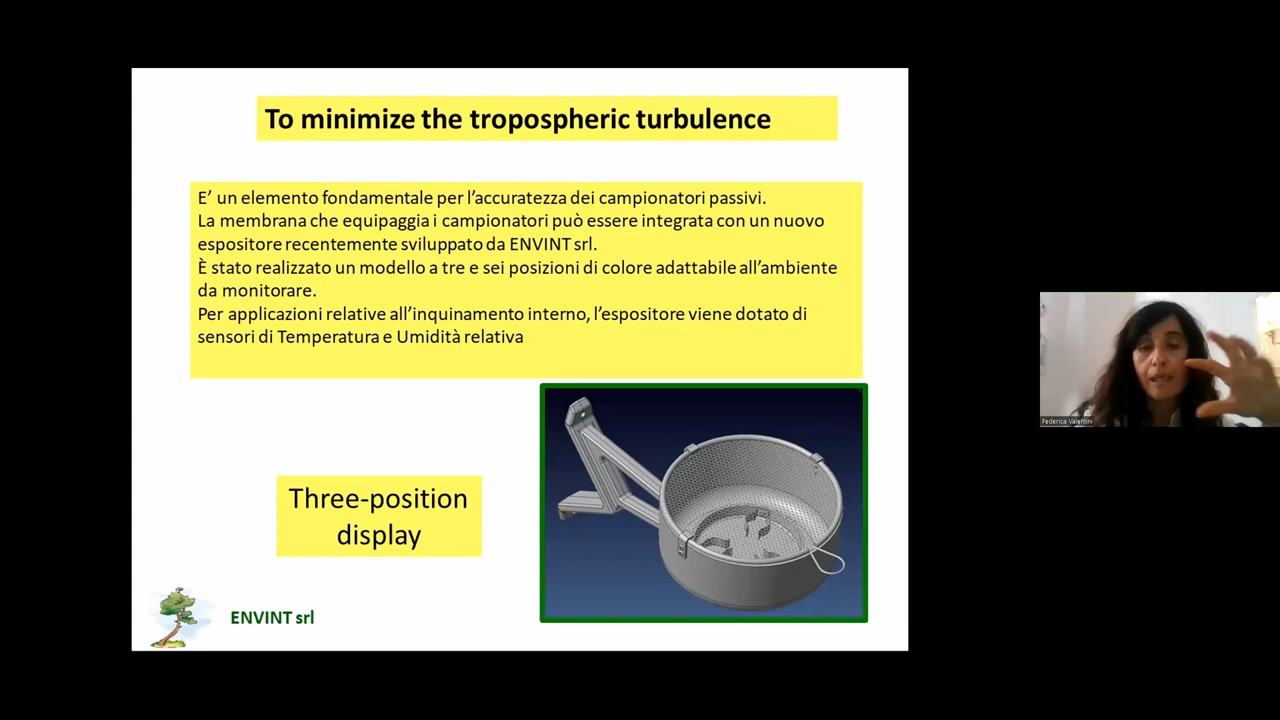 To minimize the tropospheric turbulence
E’ un elemento fondamentale per l’accuratezza dei campionatori passivi.
La membrana che equipaggia i campionatori può essere integrata con un nuovo
espositore recentemente sviluppato da ENVINT srl.
È stato realizzato un modello a tre e sei posizioni di colore adattabile all’ambiente
da monitorare.
Per applicazioni relative all’inquinamento interno, l’espositore viene dotato di
sensori di Temperatura e Umidità relativa
Three-position
display
ENVINT srl
Federica Valentini